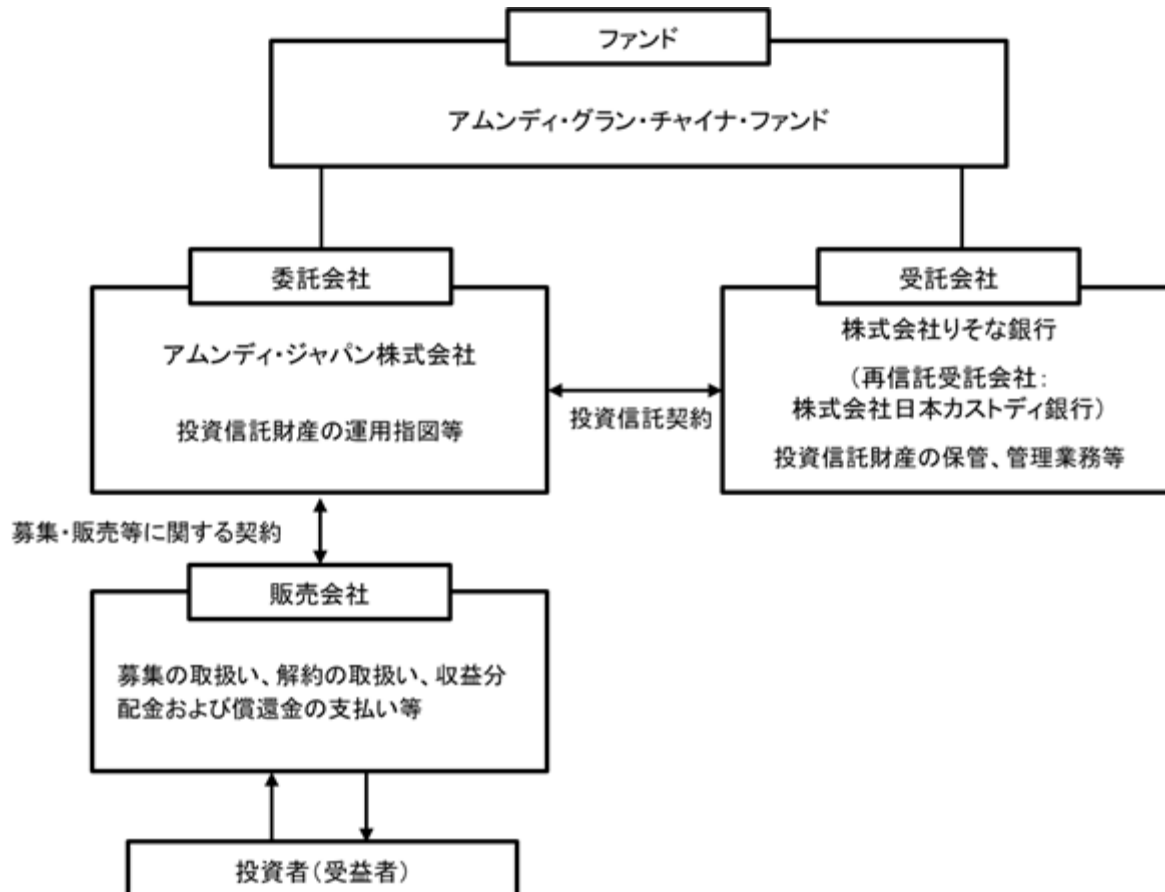 ファンド
アムンディ・グラン・チャイナ・ファンド
委託会社
アムンディ・ジャパン株式会社
投資信託財産の運用指図等
投資信託契約
受託会社
株式会社りそな銀行
(再信託受託会社:
株式会社日本カストディ銀行)
投資信託財産の保管、管理業務等
募集・販売等に関する契約
販売会社
募集の取扱い、解約の取扱い、収益分
配金および償還金の支払い等
投資者(受益者)